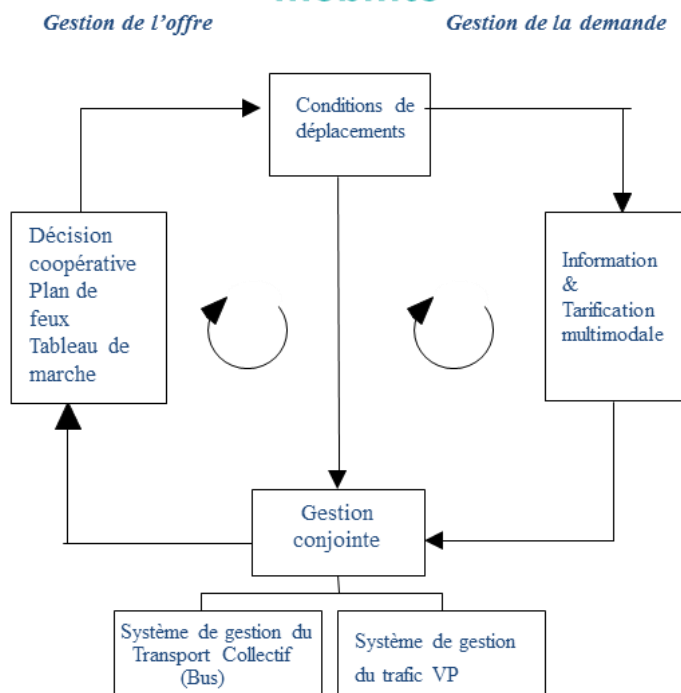 Gestion de l'offre
Gestion de la demande
Conditions de
déplacements
Décision
coopérative
Plan de
feux
Tableau de
marche
Information
&
Tarification
multimodale
Gestion
conjointe
Système de gestion du
Transport Collectif
(Bus)
Système de gestion
du trafic VP